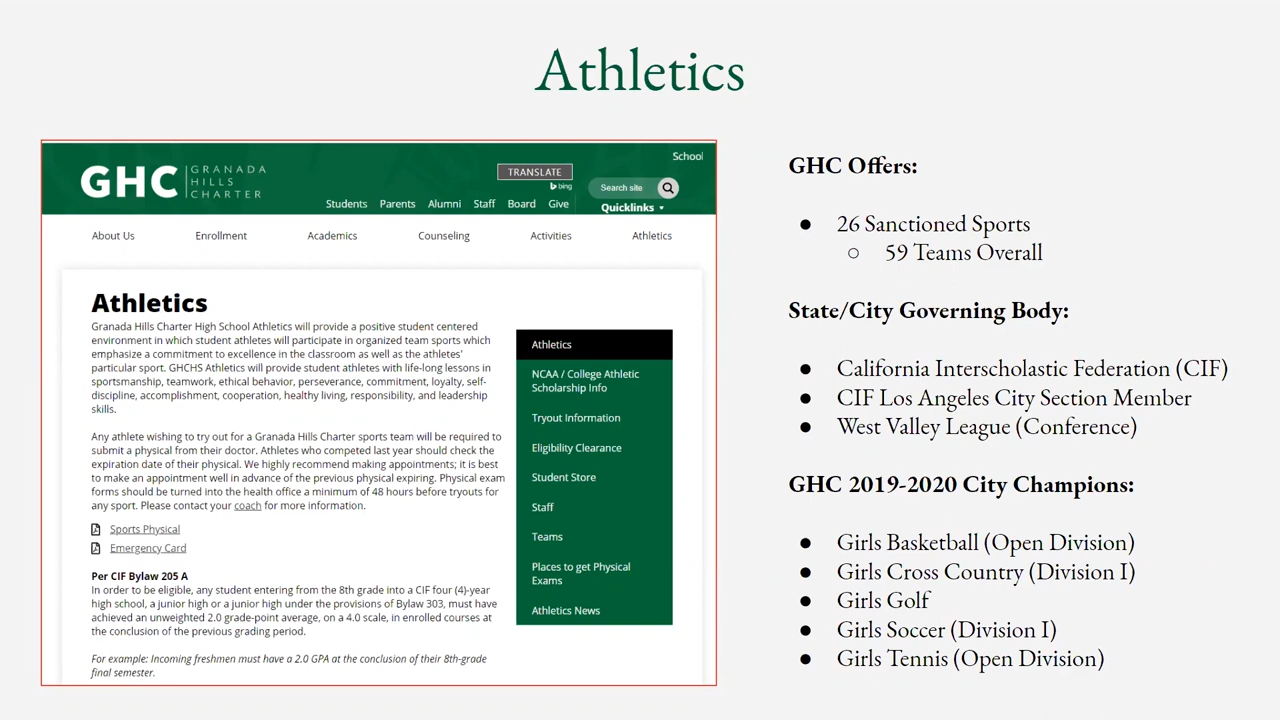 Athletics
GHC
GRANADA
HILLS
CHARTER
School
TRANSLATE
bing
Search site
Students Parents Alumni Staff Board Give
Quicklinks
About Us Enrollment Academics Counseling Activities Athletics
Athletics
Granada Hills Charter High School Athletics will provide a positive student centered
environment in which student athletes will participate in organized team sports which
emphasize a commitment to excellence in the classroom as well as the athletes'
particular sport. GHCHS Athletics will provide student athletes with life-long lessons in
sportsmanship, teamwork, ethical behavior, perseverance, commitment, loyalty, self-
discipline, accomplishment, cooperation, healthy living, responsibility, and leadership
skills.
Any athlete wishing to try out for a Granada Hills Charter sports team will be required to
submit a physical from their doctor. Athletes who competed last year should check the
expiration date of their physical. We highly recommend making appointments; it is best
to make an appointment well in advance of the previous physical expiring. Physical exam
forms should be turned into the health office a minimum of 48 hours before tryouts for
any sport. Please contact your coach for more information.
Sports Physical
Emergency Card
Per CIF Bylaw 205 A
In order to be eligible, any student entering from the 8th grade into a CIF four (4)-year
high school, a junior high or a junior high under the provisions of Bylaw 303, must have
achieved an unweighted 2.0 grade-point average, on a 4.0 scale, in enrolled courses at
the conclusion of the previous grading period.
For example: Incoming freshmen must have a 2.0 GPA at the conclusion of their 8th-grade
final semester.
Athletics
NCAA / College Athletic
Scholarship Info
Tryout Information
Eligibility Clearance
Student Store
Staff
Teams
Places to get Physical
Exams
Athletics News
GHC Offers:
● 26 Sanctioned Sports
○ 59 Teams Overall
State/City Governing Body:
● California Interscholastic Federation (CIF)
● CIF Los Angeles City Section Member
● West Valley League (Conference)
GHC 2019-2020 City Champions:
● Girls Basketball (Open Division)
● Girls Cross Country (Division I)
● Girls Golf
● Girls Soccer (Division I)
● Girls Tennis (Open Division)